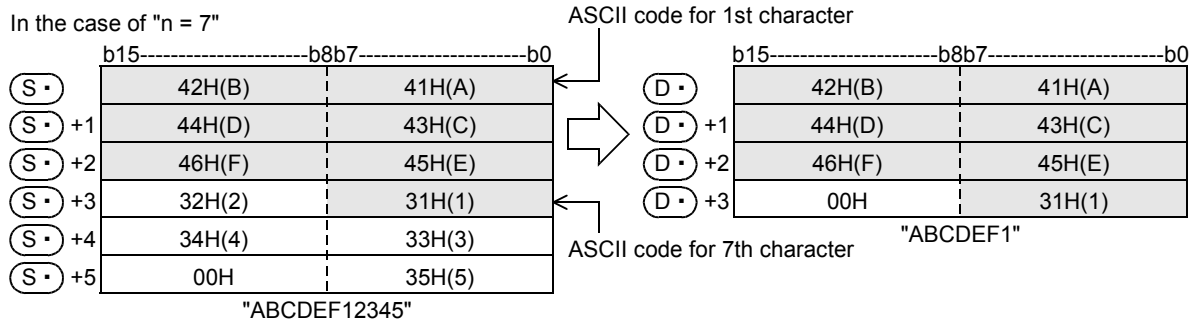 In the case of "n = 7"
ASCII code for 1st character
b15----------------------b8b7---------------------b0
b15----------------------b8b7----------------------b0
S・ 42H(B) 41H(A)
D・ 42H(B) 41H(A)
S・ +1 44H(D) 43H(C)
D・ +1 44H(D) 43H(C)
S・ +2 46H(F) 45H(E)
D・ +2 46H(F) 45H(E)
S・ +3 32H(2) 31H(1)
D・ +3 00H 31H(1)
S・ +4 34H(4) 33H(3)
"ABCDEF1"
ASCII code for 7th character
S・ +5 00H 35H(5)
"ABCDEF12345"